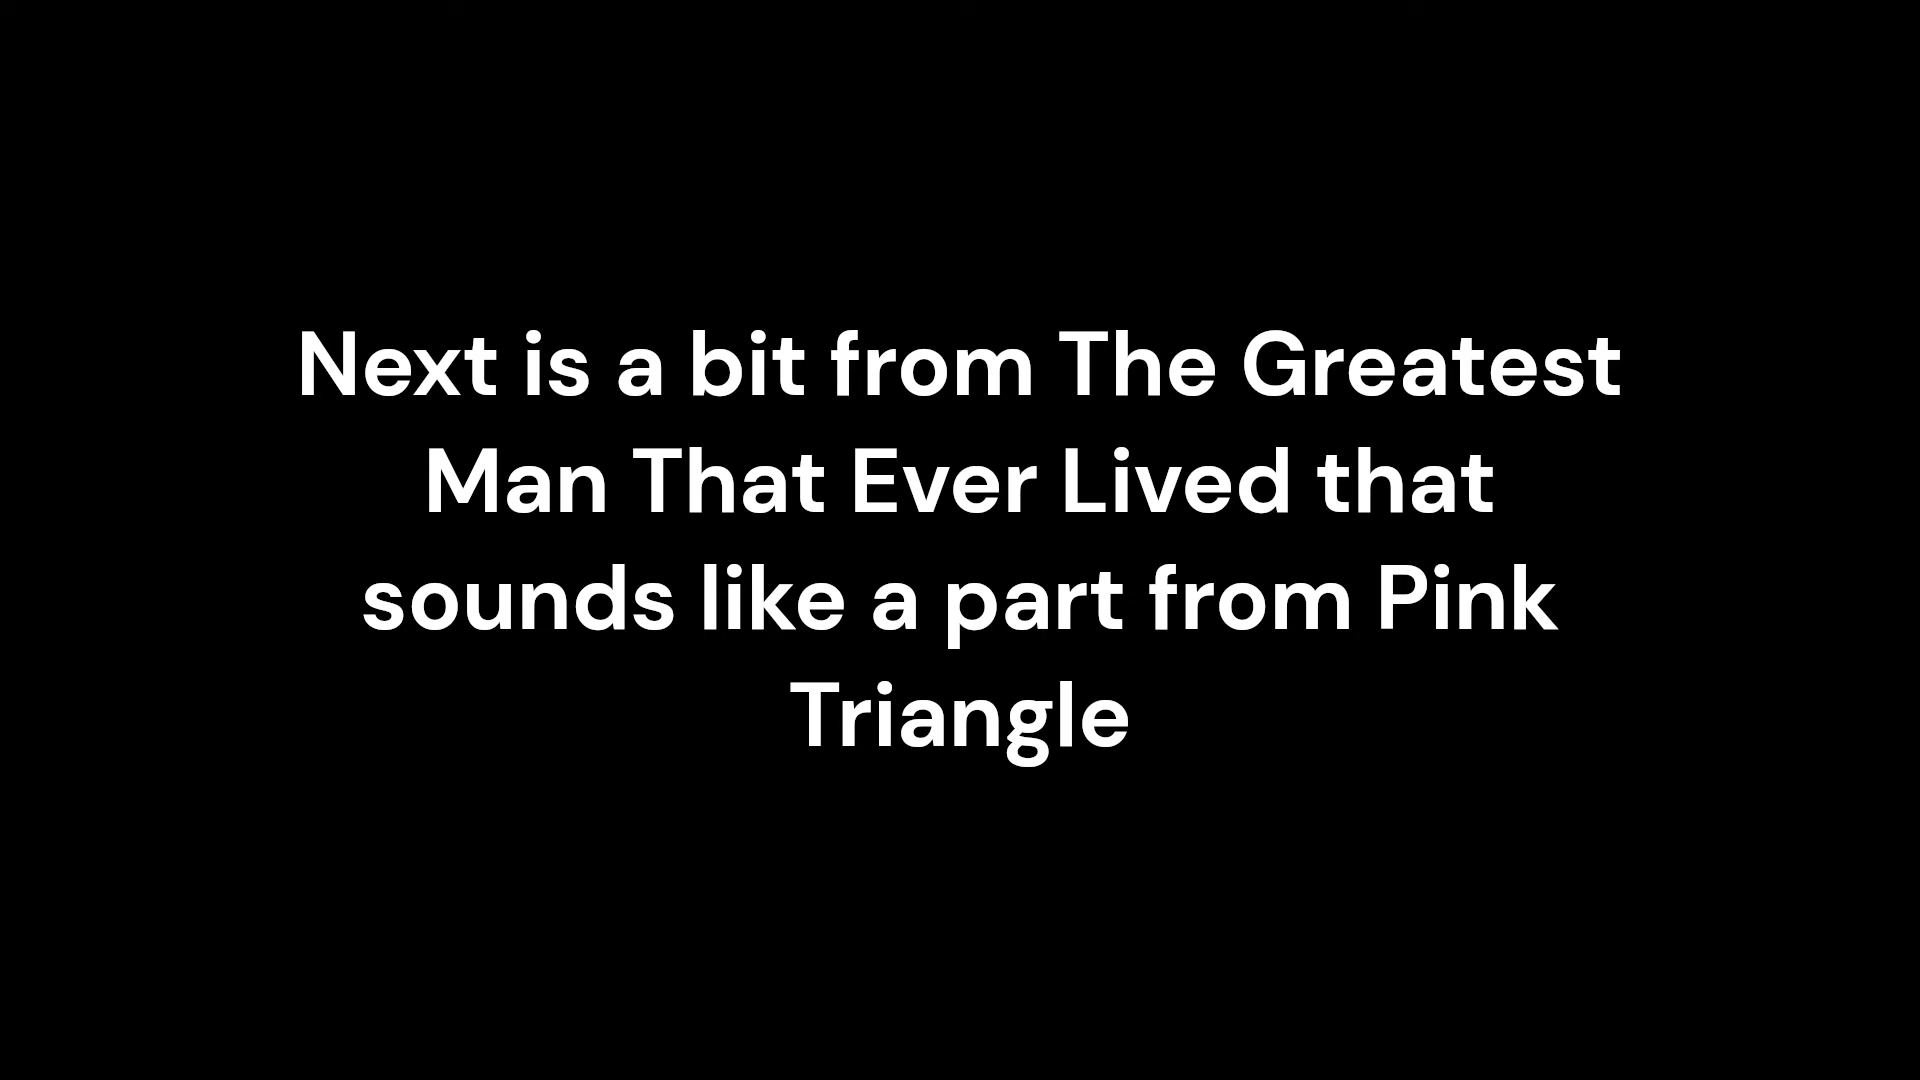 Next is a bit from The Greatest
Man That Ever Lived that
sounds like a part from Pink
Triangle